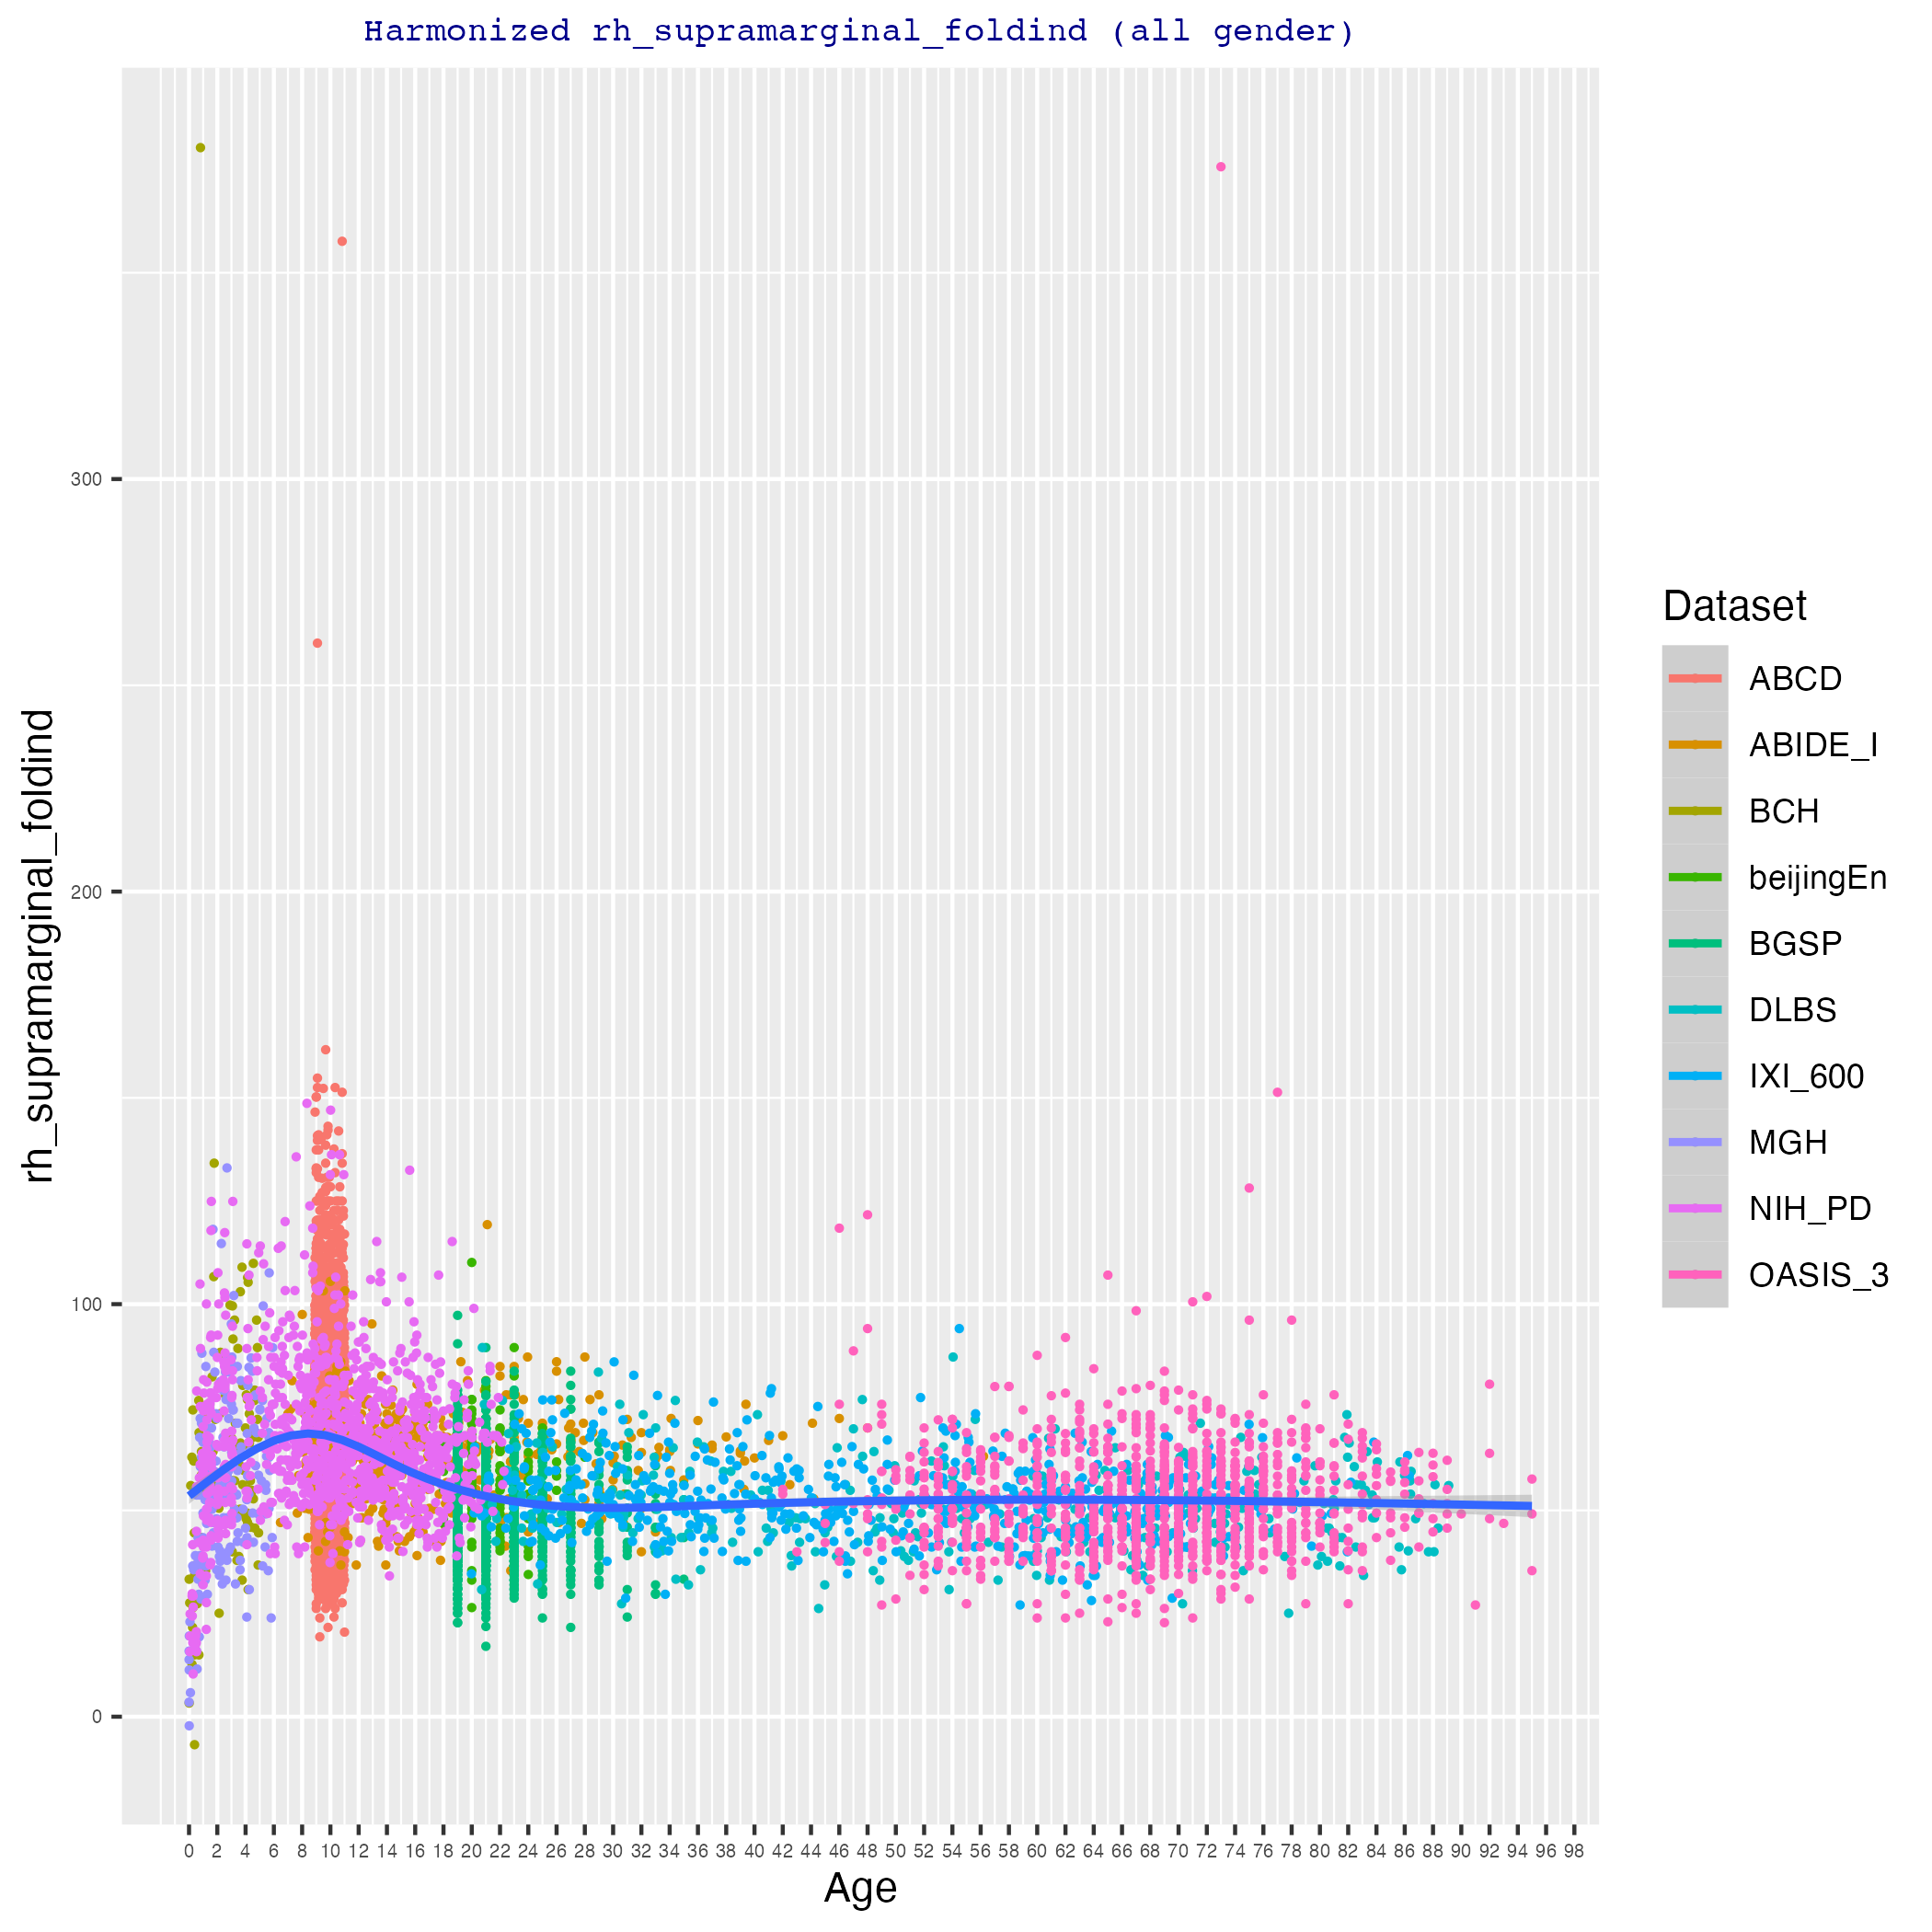 Harmonized rh_supramarginal_foldind (all gender)
rh_supramarginal_foldind
300
200
100
0
0 2 4 6 8 10 12 14 16 18 20 22 24 26 28 30 32 34 36 38 40 42 44 46 48 50 52 54 56 58 60 62 64 66 68 70 72 74 76 78 80 82 84 86 88 90 92 94 96 98
Age
Dataset
ABCD
ABIDE_I
BCH
beijingEn
BGSP
DLBS
IXI_600
MGH
NIH_PD
OASIS_3